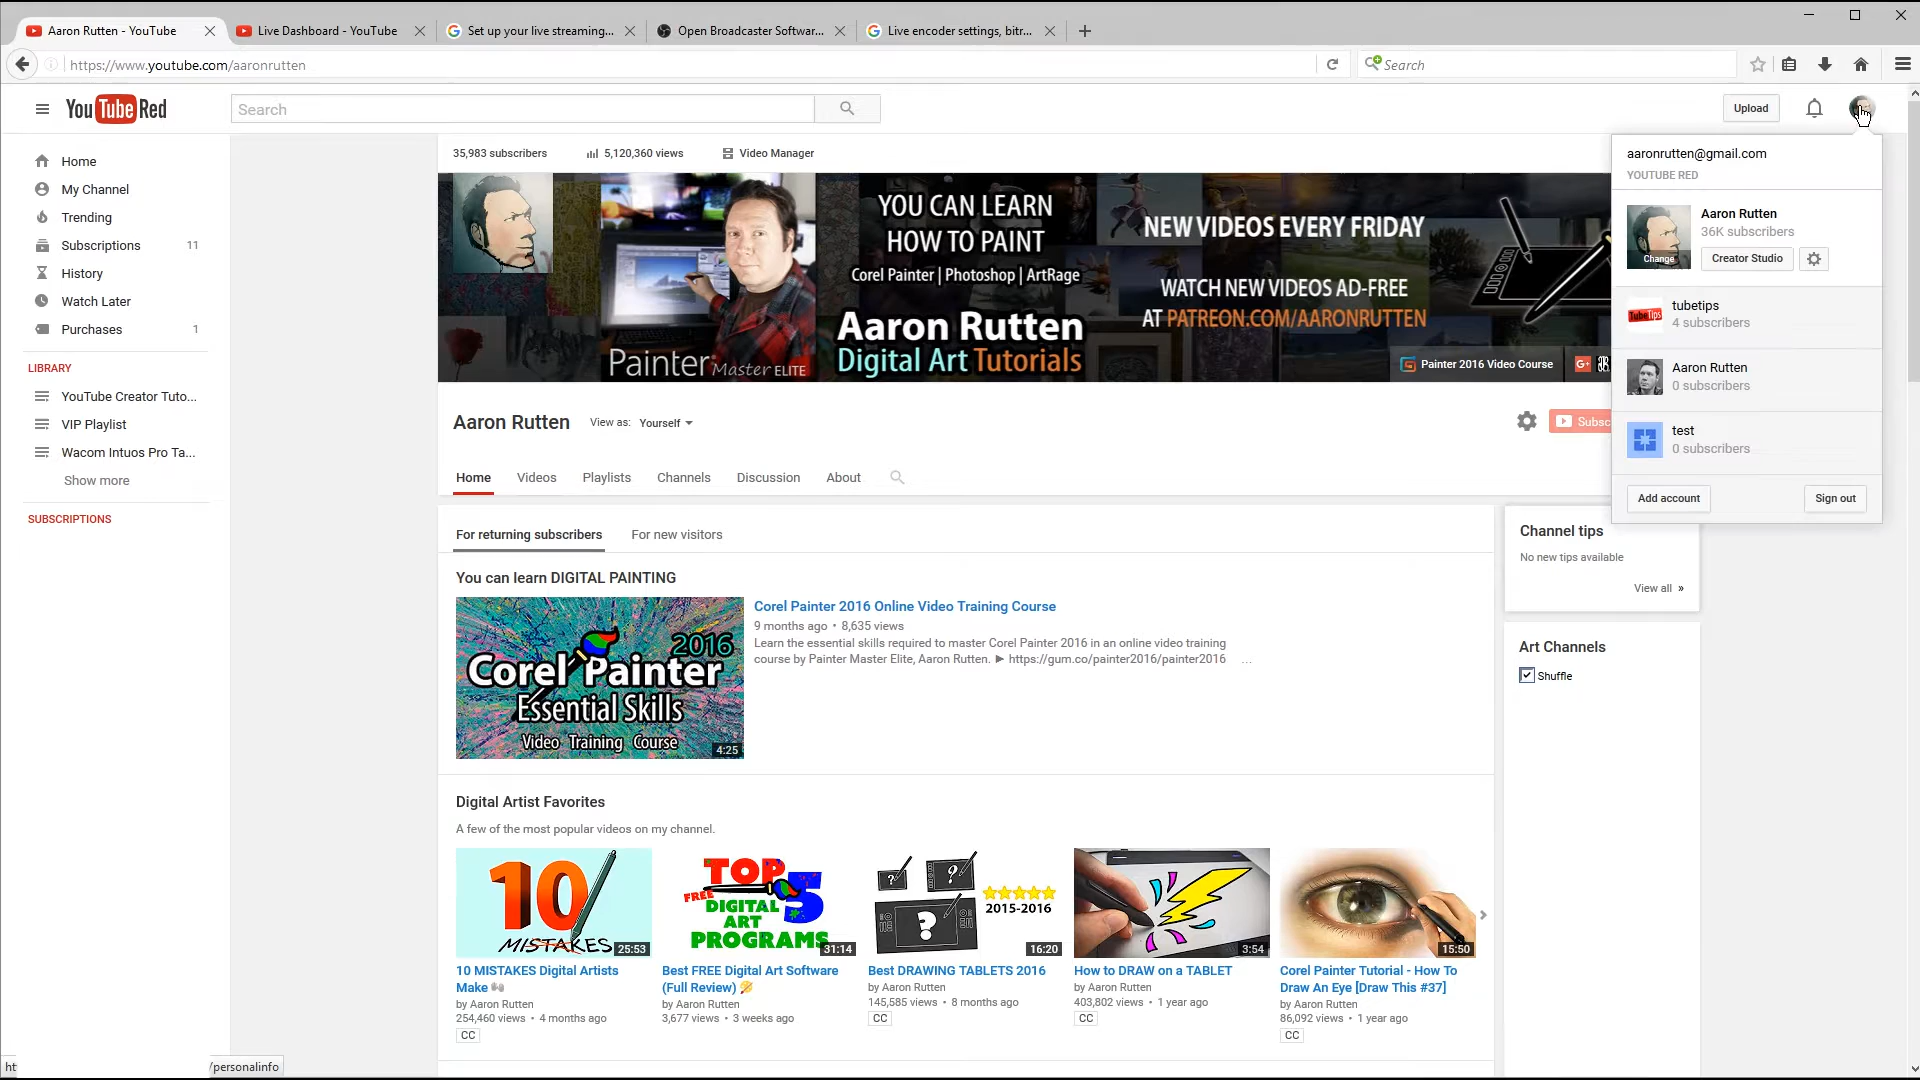 Aaron Rutten - YouTube
Live Dashboard - YouTube
Set up your live streaming...
Open Broadcaster Softwar...
Live encoder settings, bitr...
https://www.youtube.com/aaronrutten
Search
YouTube Red
Search
Upload
Home
My Channel
Trending
Subscriptions 11
History
Watch Later
Purchases 1
LIBRARY
YouTube Creator Tuto...
VIP Playlist
Wacom Intuos Pro Ta...
Show more
SUBSCRIPTIONS
35,983 subscribers
5,120,360 views
Video Manager
YOU CAN LEARN
HOW TO PAINT
Corel Painter | Photoshop | ArtRage
Aaron Rutten
Digital Art Tutorials
Painter Master ELITE
NEW VIDEOS EVERY FRIDAY
WATCH NEW VIDEOS AD-FREE
AT PATREON.COM/AARONRUTTEN
Painter 2016 Video Course
G+
Aaron Rutten
View as: Yourself
Subsc
Home
Videos
Playlists
Channels
Discussion
About
For returning subscribers
For new visitors
You can learn DIGITAL PAINTING
2016
Corel Painter
Essential Skills
Video Training Course
4:25
Corel Painter 2016 Online Video Training Course
9 months ago • 8,635 views
Learn the essential skills required to master Corel Painter 2016 in an online video training
course by Painter Master Elite, Aaron Rutten. ► https://gum.co/painter2016/painter2016 ...
Digital Artist Favorites
A few of the most popular videos on my channel.
10
MISTAKES
25:53
10 MISTAKES Digital Artists
Make
by Aaron Rutten
254,460 views • 4 months ago
CC
TOP
FREE
5
DIGITAL
ART
PROGRAMS
31:14
Best FREE Digital Art Software
(Full Review)
by Aaron Rutten
3,677 views • 3 weeks ago
?
?
?
2015-2016
16:20
Best DRAWING TABLETS 2016
by Aaron Rutten
145,585 views • 8 months ago
CC
3:54
How to DRAW on a TABLET
by Aaron Rutten
403,802 views • 1 year ago
CC
15:50
Corel Painter Tutorial - How To
Draw An Eye [Draw This #37]
by Aaron Rutten
86,092 views • 1 year ago
CC
aaronrutten@gmail.com
YOUTUBE RED
Aaron Rutten
36K subscribers
Change
Creator Studio
TubeTips
tubetips
4 subscribers
Aaron Rutten
0 subscribers
test
0 subscribers
Add account
Sign out
Channel tips
No new tips available
View all »
Art Channels
Shuffle
ht
/personalinfo